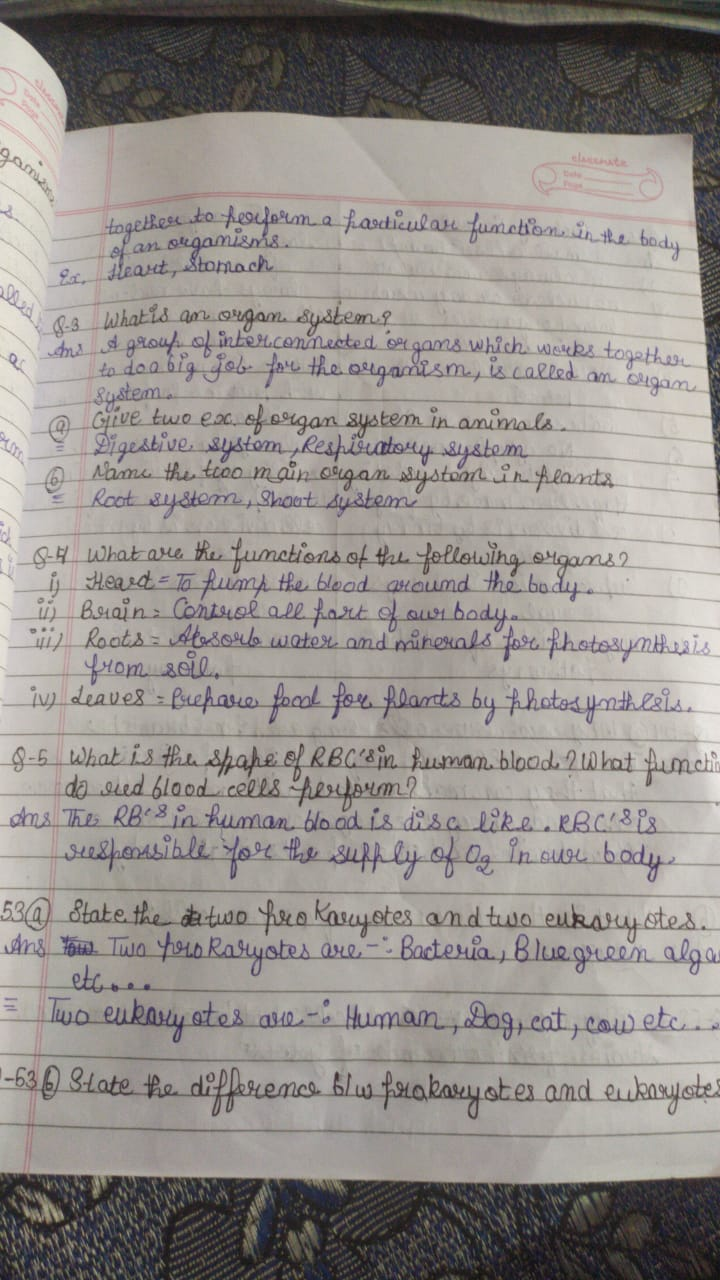 classmate
Date
Page
together to perform a particular function in the body
of an organisms.
Ex. Heart, Stomach
Q-3 What is an organ system?
Ans A group of interconnected organs which works together
to do a big job for the organism, is called an organ
system.
(a) Give two ex. of organ system in animals.
= Digestive system, Respiratory system
(b) Name the two main organ system in plants
= Root system, Shoot system
Q-4 What are the functions of the following organs?
i) Heart = To pump the blood around the body.
ii) Brain = Control all part of our body.
iii) Roots = Absorb water and minerals for photosynthesis
from soil.
iv) Leaves = Prepare food for plants by photosynthesis.
Q-5 What is the shape of RBC's in human blood? What functi
do red blood cells perform?
Ans The RB's in human blood is disc like. RBC's is
responsible for the supply of O2 in our body.
53 (a) State the two proKaryotes and two eukaryotes.
Ans Two proKaryotes are -: Bacteria, Blue green alga
etc...
= Two eukaryotes are -: Human, Dog, cat, cow etc...
-53 (b) State the difference b/w prokaryotes and eukaryotes